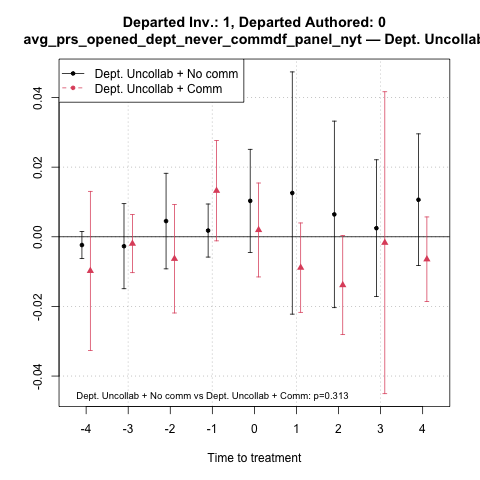 Departed Inv.: 1, Departed Authored: 0
avg_prs_opened_dept_never_commdf_panel_nyt — Dept. Uncollab
Dept. Uncollab + No comm
Dept. Uncollab + Comm
0.04
0.02
0.00
-0.02
-0.04
Dept. Uncollab + No comm vs Dept. Uncollab + Comm: p=0.313
-4 -3 -2 -1 0 1 2 3 4
Time to treatment